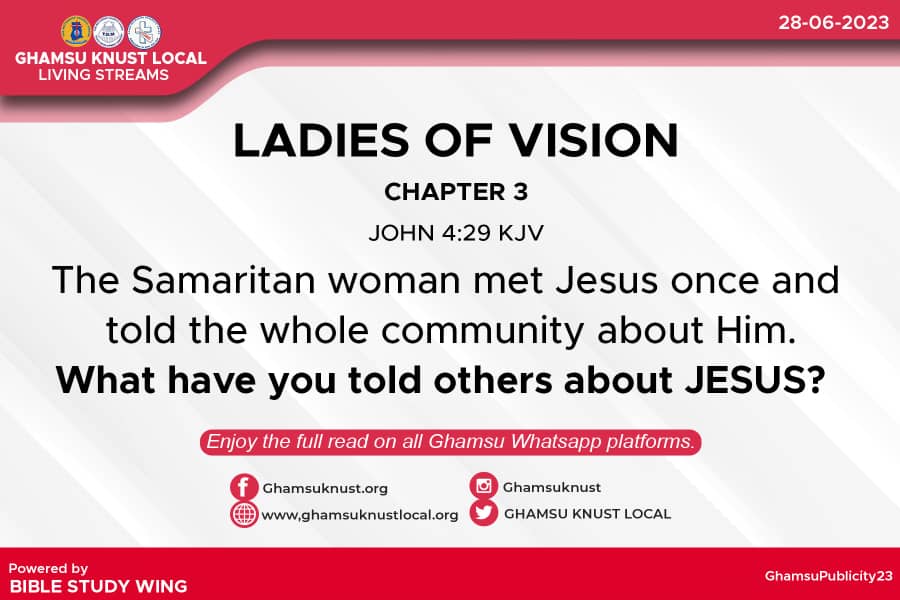 28-06-2023
GHAMSU KNUST LOCAL
LIVING STREAMS
LADIES OF VISION
CHAPTER 3
JOHN 4:29 KJV
The Samaritan woman met Jesus once and
told the whole community about Him.
What have you told others about JESUS?
Enjoy the full read on all Ghamsu Whatsapp platforms.
Ghamsuknust.org
Ghamsuknust
www,ghamsuknustlocal.org
GHAMSU KNUST LOCAL
Powered by
BIBLE STUDY WING
GhamsuPublicity23